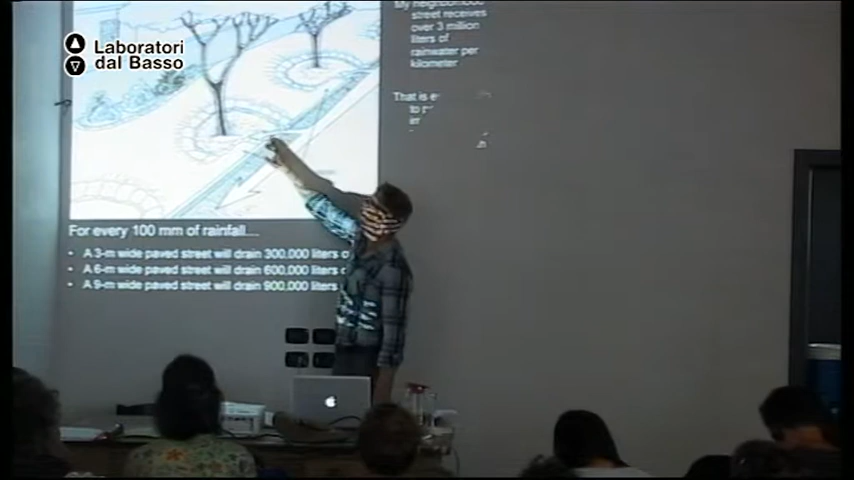 Laboratori
dal Basso
My neighborhood
street receives
over 3 million
liters of
rainwater per
kilometer
That is
to
For every 100 mm of rainfall....
• A 3-m wide paved street will drain 300,000 liters
• A 6-m wide paved street will drain 600,000 liters
• A 9-m wide paved street will drain 900,000 liters